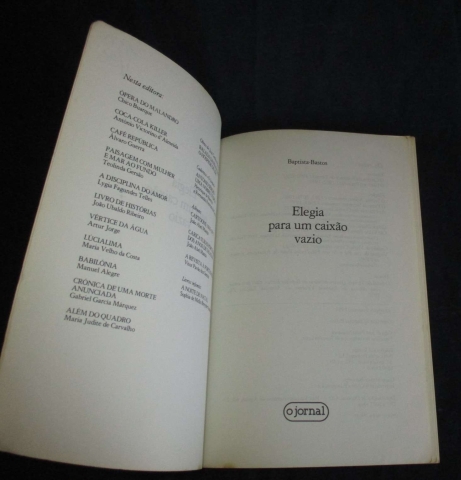 Nesta editora:
ÓPERA DO MALANDRO
Chico Buarque
COCA-COLA KILLER
António Victorino d'Almeida
CAFÉ REPÚBLICA
Álvaro Guerra
PAISAGEM COM MULHER
E MAR AO FUNDO
Teolinda Gersão
A DISCIPLINA DO AMOR
Lygia Fagundes Telles
LIVRO DE HISTÓRIAS
João Ubaldo Ribeiro
VÉRTICE DA ÁGUA
Artur Jorge
LUCIALIMA
Maria Velho da Costa
BABILÓNIA
Manuel Alegre
CRÓNICA DE UMA MORTE
ANUNCIADA
Gabriel García Márquez
ALÉM DO QUADRO
Maria Judite de Carvalho
Baptista-Bastos
Elegia
para um caixão
vazio
o jornal